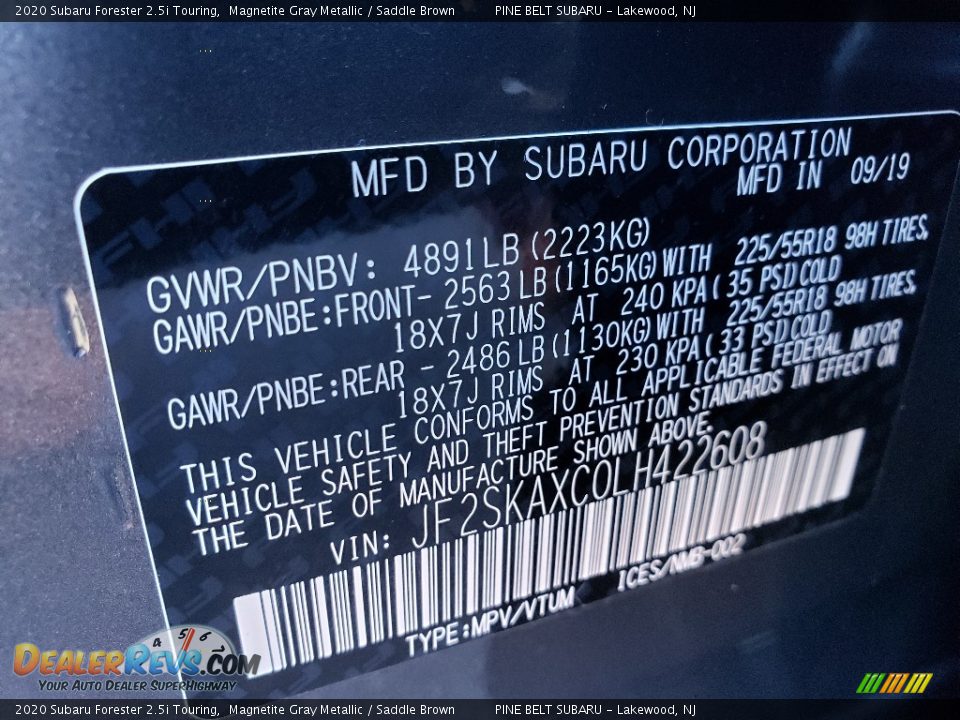 2020 Subaru Forester 2.5i Touring, Magnetite Gray Metallic / Saddle Brown PINE BELT SUBARU - Lakewood, NJ
MFD BY SUBARU CORPORATION
MFD IN 09/19
GVWR/PNBV: 4891LB (2223KG)
GAWR/PNBE:FRONT- 2563LB (1165KG) WITH 225/55R18 98H TIRES,
18X7J RIMS AT 240 KPA ( 35 PSI) COLD
GAWR/PNBE:REAR - 2486LB (1130KG) WITH 225/55R18 98H TIRES,
18X7J RIMS AT 230 KPA ( 33 PSI) COLD
THIS VEHICLE CONFORMS TO ALL APPLICABLE FEDERAL MOTOR
VEHICLE SAFETY AND THEFT PREVENTION STANDARDS IN EFFECT ON
THE DATE OF MANUFACTURE SHOWN ABOVE.
VIN: JF2SKAXC0LH422608
TYPE:MPV/VTUM ICES/NMB-002
4 5 6
DEALERREVS.COM
YOUR AUTO DEALER SUPERHIGHWAY
2020 Subaru Forester 2.5i Touring, Magnetite Gray Metallic / Saddle Brown PINE BELT SUBARU - Lakewood, NJ